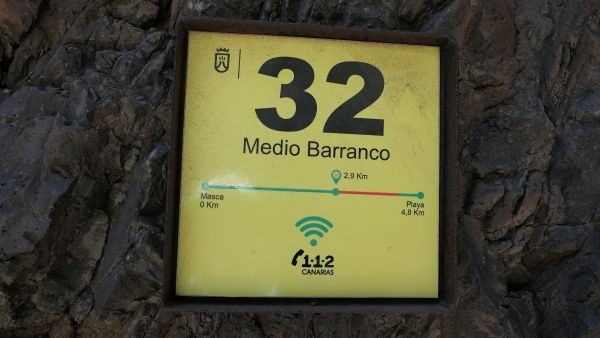 32
Medio Barranco
2,9 Km
Masca
0 Km
Playa
4,8 Km
1·1·2
CANARIAS